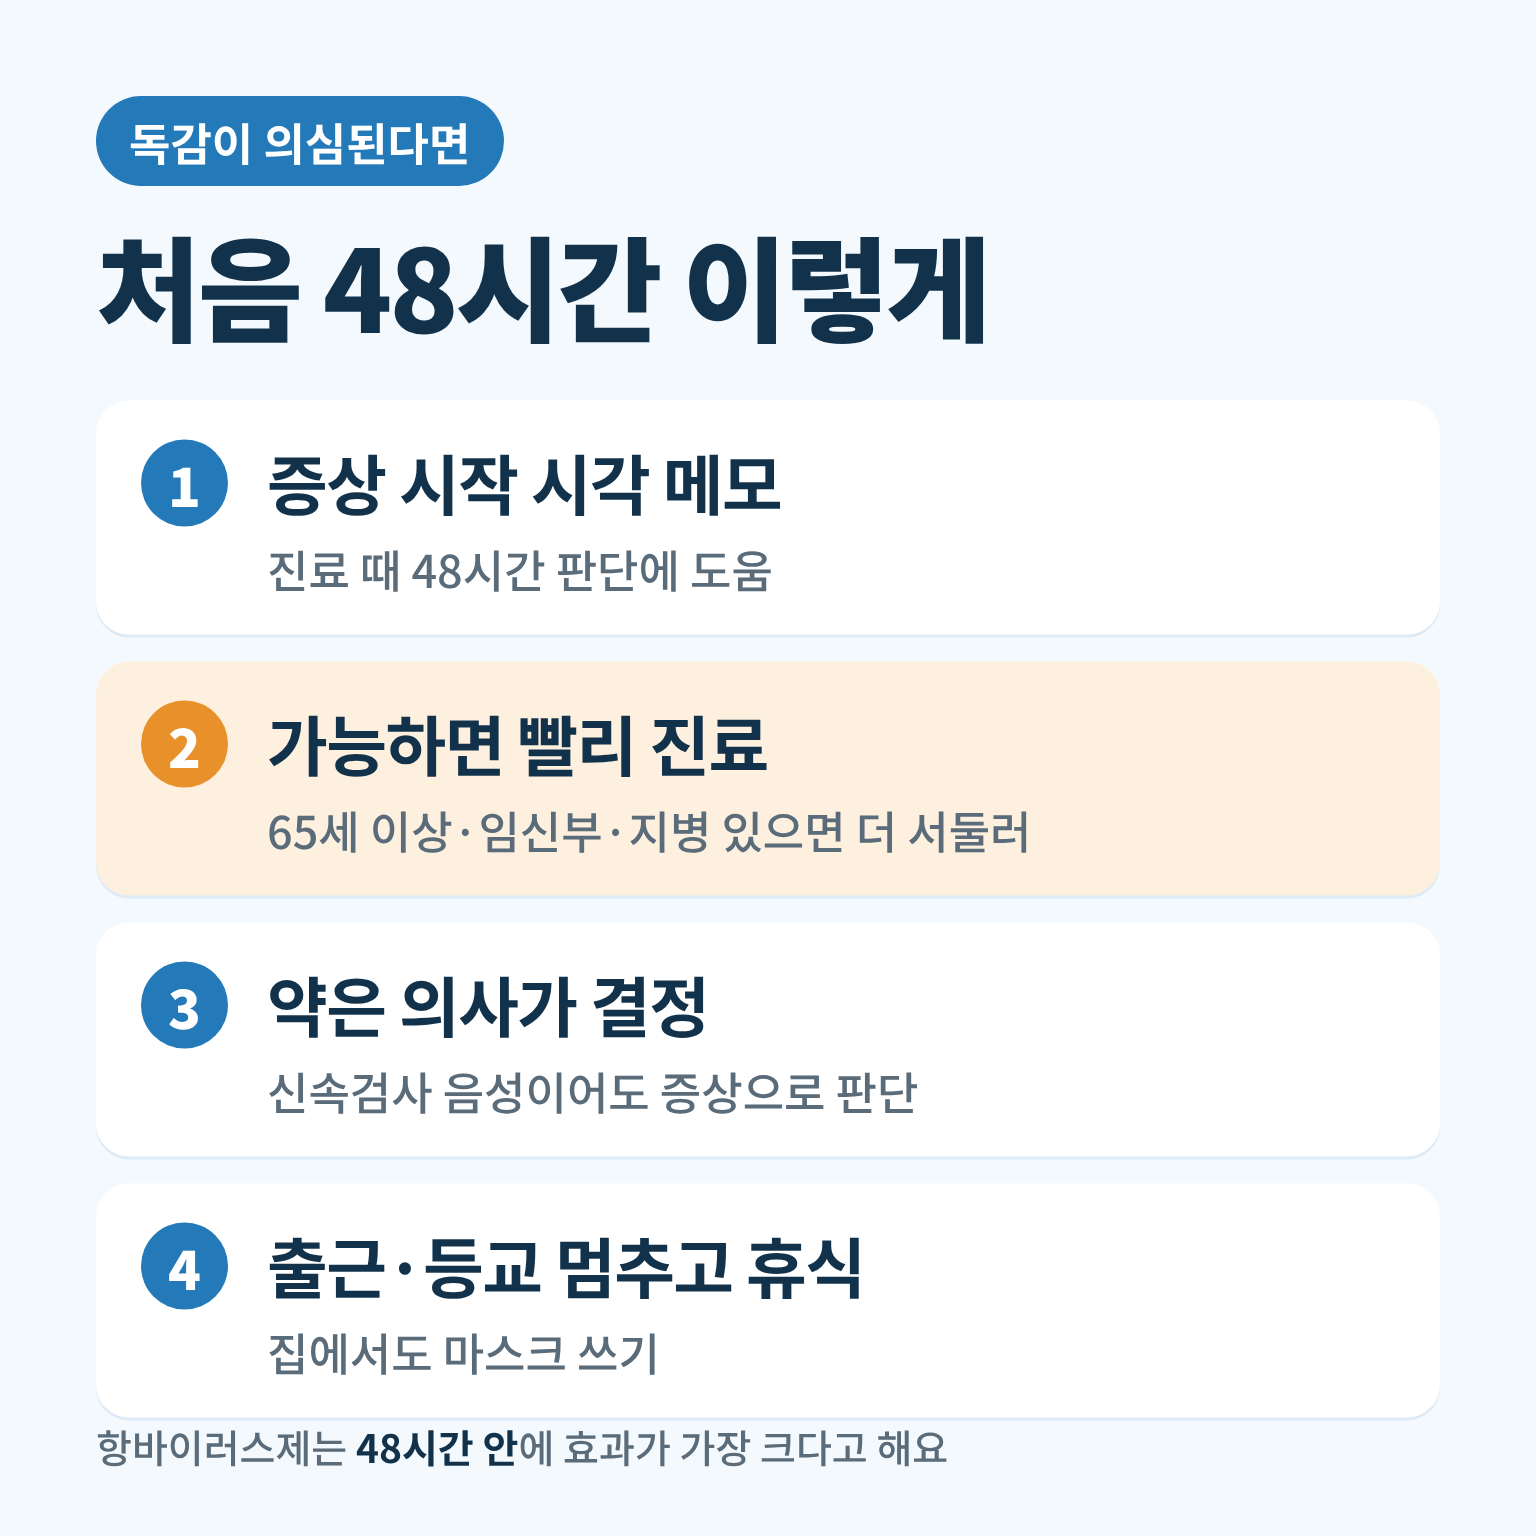 독감이 의심된다면
처음 48시간 이렇게
1 증상 시작 시각 메모
진료 때 48시간 판단에 도움
2 가능하면 빨리 진료
65세 이상·임신부·지병 있으면 더 서둘러
3 약은 의사가 결정
신속검사 음성이어도 증상으로 판단
4 출근·등교 멈추고 휴식
집에서도 마스크 쓰기
항바이러스제는 48시간 안에 효과가 가장 크다고 해요